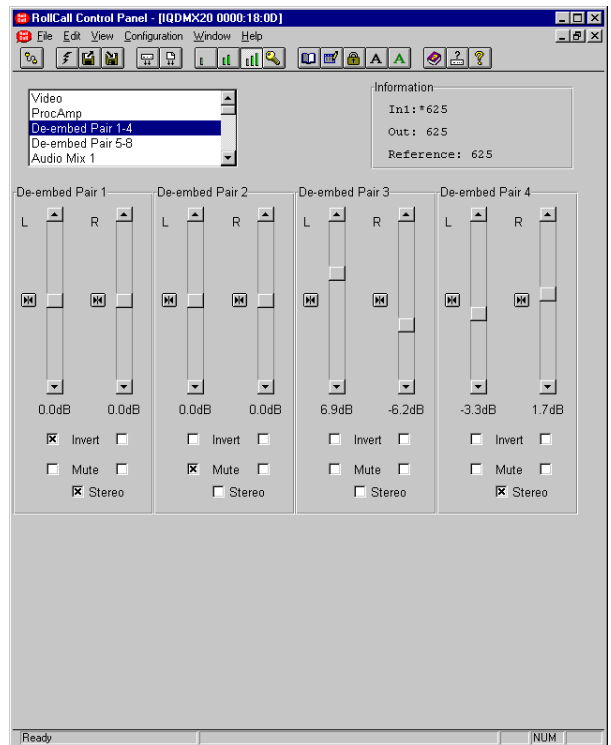 RollCall Control Panel - [IQDMX20 0000:18:0D]
File Edit View Configuration Window Help
A A
Video
ProcAmp
De-embed Pair 1-4
De-embed Pair 5-8
Audio Mix 1
Information
In1:*625
Out: 625
Reference: 625
De-embed Pair 1
De-embed Pair 2
De-embed Pair 3
De-embed Pair 4
L R L R L R L R
0.0dB 0.0dB 0.0dB 0.0dB 6.9dB -6.2dB -3.3dB 1.7dB
Invert Invert Invert Invert
Mute Mute Mute Mute
Stereo Stereo Stereo Stereo
Ready NUM